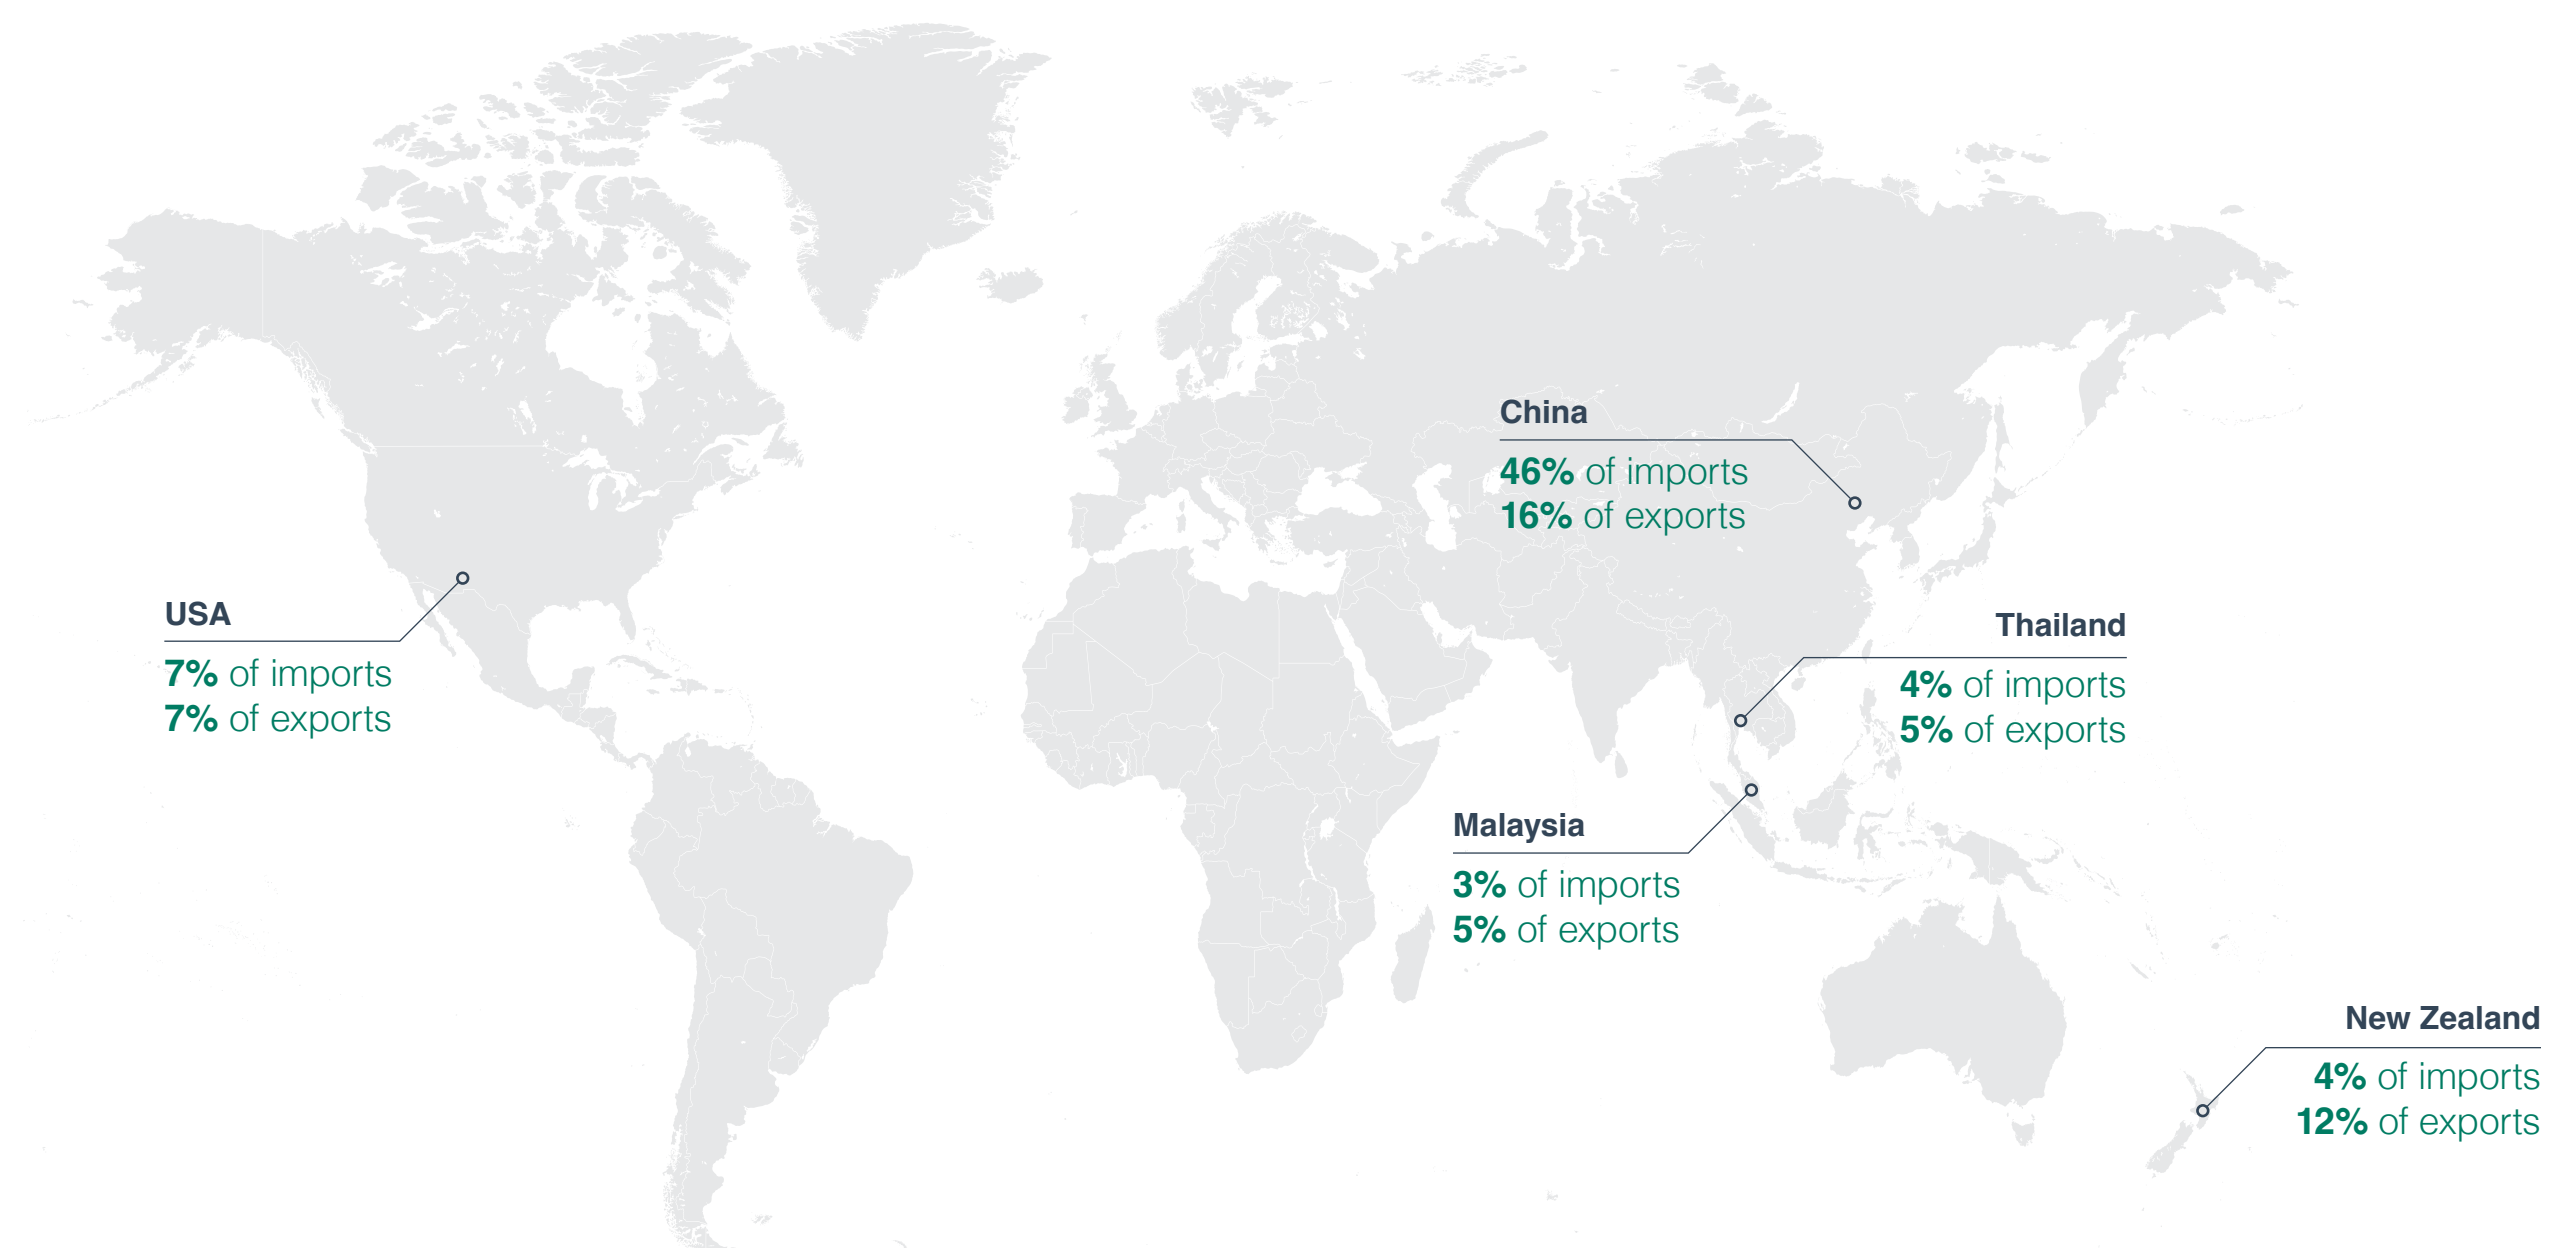 China
46% of imports
16% of exports
USA
7% of imports
7% of exports
Thailand
4% of imports
5% of exports
Malaysia
3% of imports
5% of exports
New Zealand
4% of imports
12% of exports